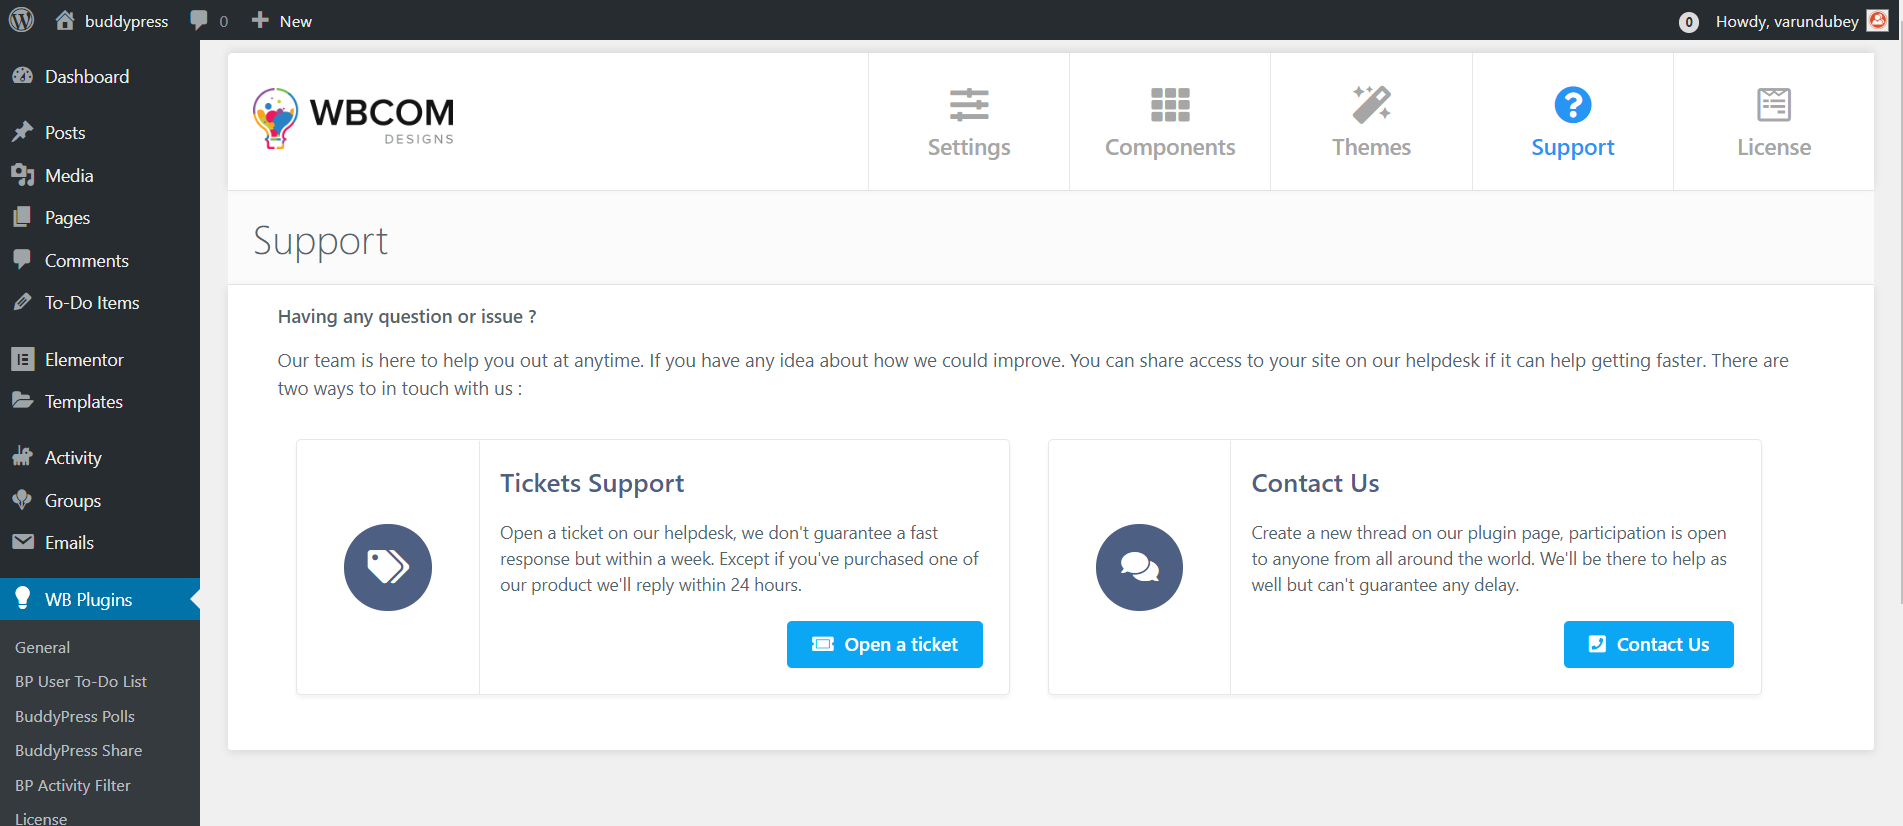 buddypress
0
New
0
Howdy, varundubey
Dashboard
Posts
Media
Pages
Comments
To-Do Items
Elementor
Templates
Activity
Groups
Emails
WB Plugins
General
BP User To-Do List
BuddyPress Polls
BuddyPress Share
BP Activity Filter
License
WBCOM
DESIGNS
Settings
Components
Themes
Support
License
Support
Having any question or issue ?
Our team is here to help you out at anytime. If you have any idea about how we could improve. You can share access to your site on our helpdesk if it can help getting faster. There are
two ways to in touch with us :
Tickets Support
Open a ticket on our helpdesk, we don't guarantee a fast
response but within a week. Except if you've purchased one of
our product we'll reply within 24 hours.
Open a ticket
Contact Us
Create a new thread on our plugin page, participation is open
to anyone from all around the world. We'll be there to help as
well but can't guarantee any delay.
Contact Us